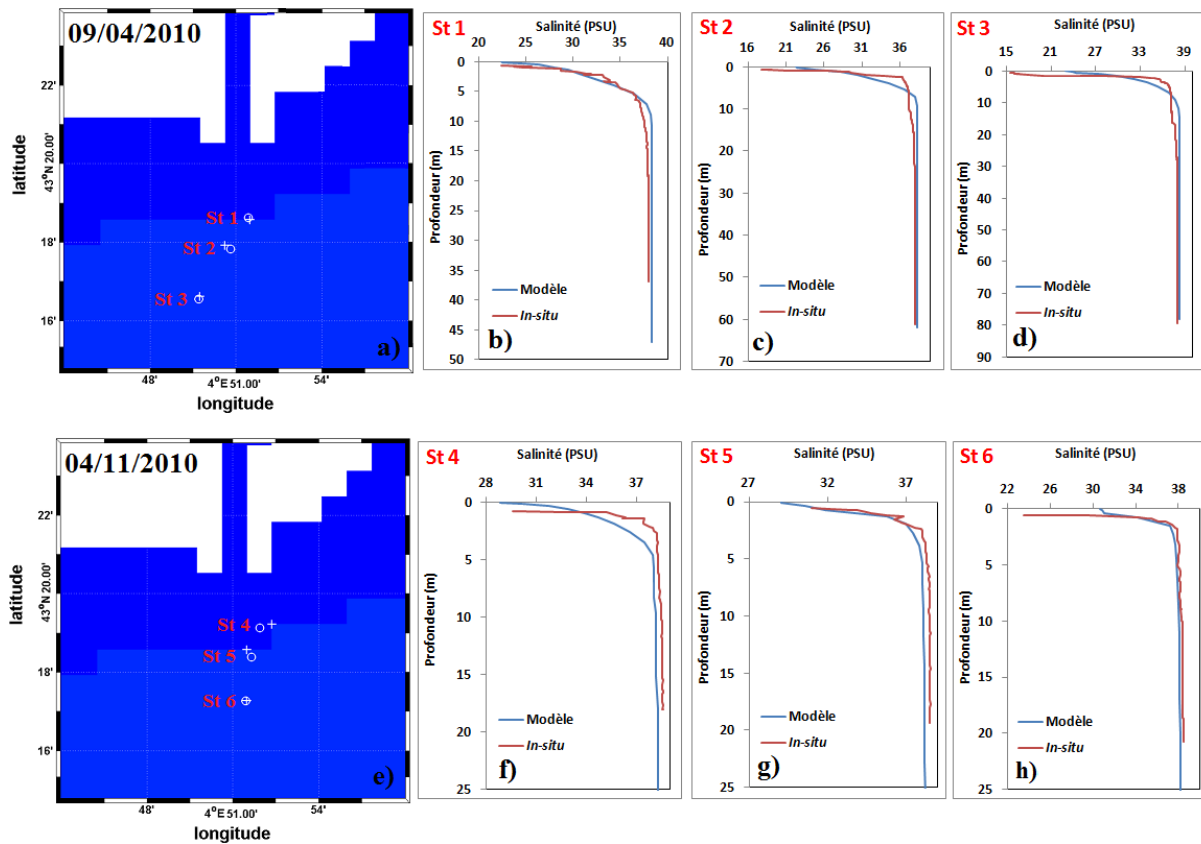 09/04/2010
22'
43°N 20.00'
18'
16'
latitude
St 1
St 2
St 3
a)
48'
4°E 51.00'
54'
longitude
St 1
Salinité (PSU)
20 25 30 35 40
0
5
10
15
20
25
30
35
40
45
50
Profondeur (m)
Modèle
In-situ
b)
St 2
Salinité (PSU)
16 21 26 31 36
0
10
20
30
40
50
60
70
Profondeur (m)
Modèle
In-situ
c)
St 3
Salinité (PSU)
15 21 27 33 39
0
10
20
30
40
50
60
70
80
90
Profondeur (m)
Modèle
In-situ
d)
04/11/2010
22'
43°N 20.00'
18'
16'
latitude
St 4
St 5
St 6
e)
48'
4°E 51.00'
54'
longitude
St 4
Salinité (PSU)
28 31 34 37
0
5
10
15
20
25
Profondeur (m)
Modèle
In-situ
f)
St 5
Salinité (PSU)
27 32 37
0
5
10
15
20
25
Profondeur (m)
Modèle
In-situ
g)
St 6
Salinité (PSU)
22 26 30 34 38
0
5
10
15
20
25
Profondeur (m)
Modèle
In-situ
h)